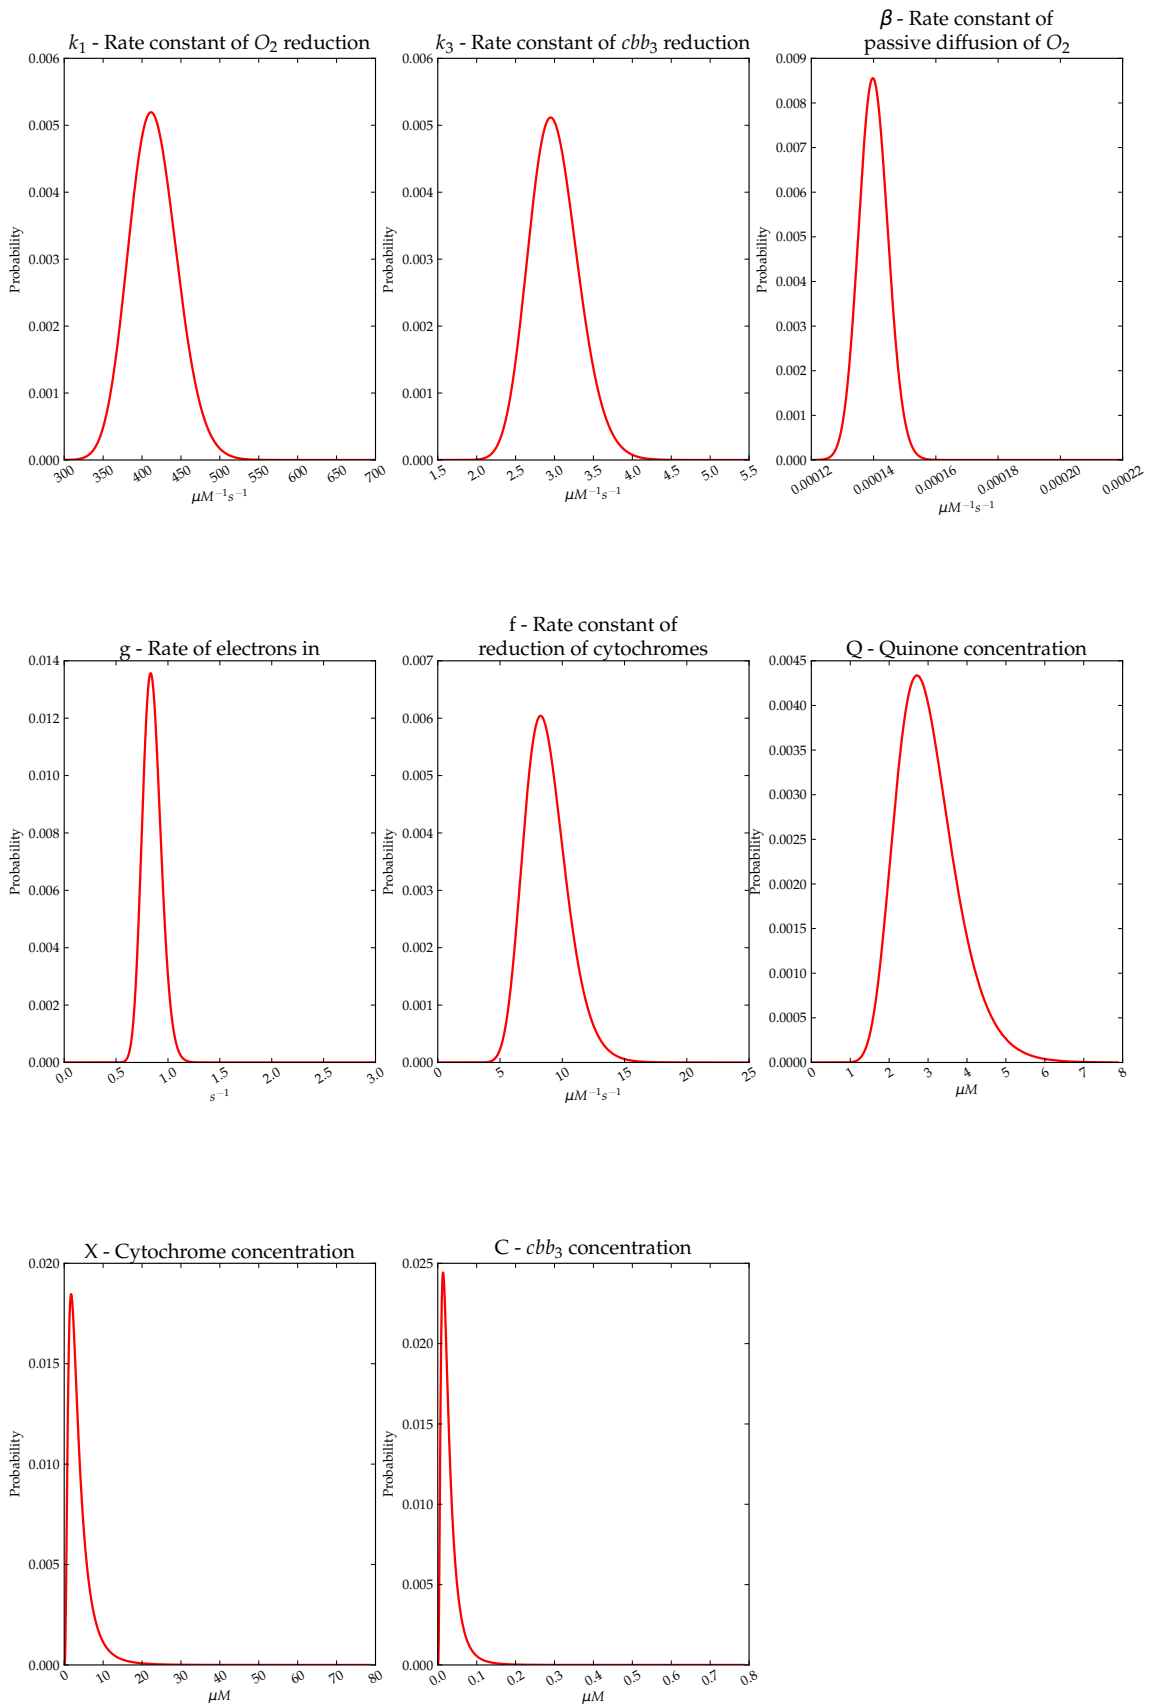 k₁ - Rate constant of O₂ reduction
0.006
0.005
0.004
0.003
0.002
0.001
0.000
Probability
300 350 400 450 500 550 600 650 700
μM⁻¹s⁻¹
k₃ - Rate constant of cbb₃ reduction
0.006
0.005
0.004
0.003
0.002
0.001
0.000
Probability
1.5 2.0 2.5 3.0 3.5 4.0 4.5 5.0 5.5
μM⁻¹s⁻¹
β - Rate constant of
passive diffusion of O₂
0.009
0.008
0.007
0.006
0.005
0.004
0.003
0.002
0.001
0.000
Probability
0.00012 0.00014 0.00016 0.00018 0.00020 0.00022
μM⁻¹s⁻¹
g - Rate of electrons in
0.014
0.012
0.010
0.008
0.006
0.004
0.002
0.000
Probability
0.0 0.5 1.0 1.5 2.0 2.5 3.0
s⁻¹
f - Rate constant of
reduction of cytochromes
0.007
0.006
0.005
0.004
0.003
0.002
0.001
0.000
Probability
0 5 10 15 20 25
μM⁻¹s⁻¹
Q - Quinone concentration
0.0045
0.0040
0.0035
0.0030
0.0025
0.0020
0.0015
0.0010
0.0005
0.0000
Probability
0 1 2 3 4 5 6 7 8
μM
X - Cytochrome concentration
0.020
0.015
0.010
0.005
0.000
Probability
0 10 20 30 40 50 60 70 80
μM
C - cbb₃ concentration
0.025
0.020
0.015
0.010
0.005
0.000
Probability
0.0 0.1 0.2 0.3 0.4 0.5 0.6 0.7 0.8
μM